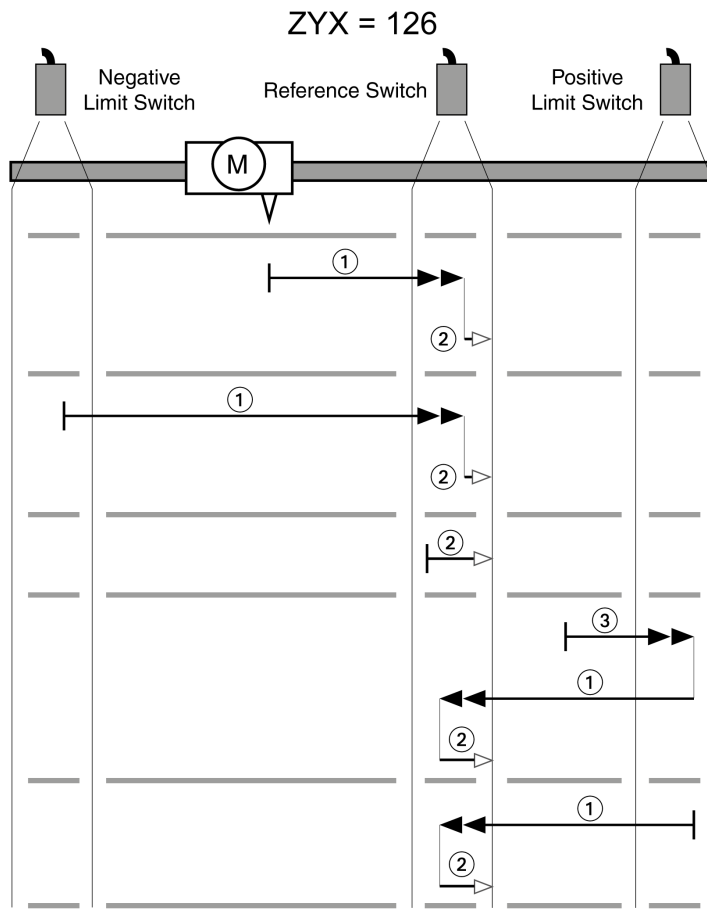 ZYX = 126
Negative
Limit Switch
Reference Switch
Positive
Limit Switch
M
1
2
1
2
2
3
1
2
1
2